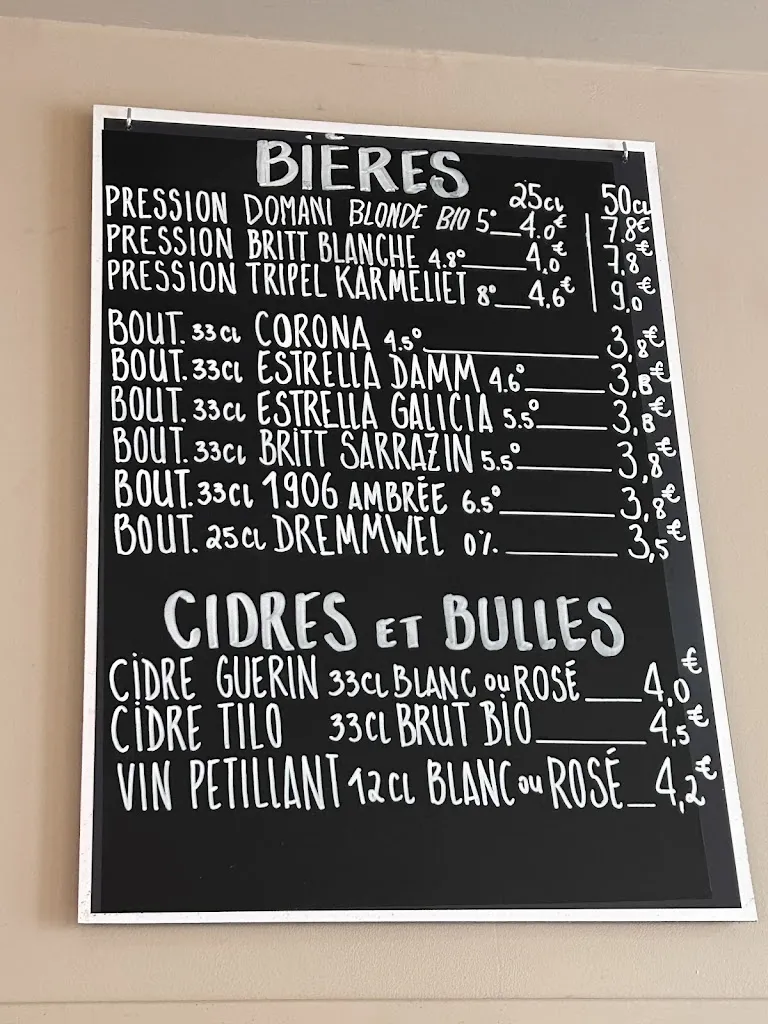 BIÈRES
25CL 50CL
PRESSION DOMANI BLONDE BIO 5° 4.0€ | 7.8€
PRESSION BRITT BLANCHE 4.8° 4,0€ | 7,8€
PRESSION TRIPEL KARMELIET 8° 4,6€ | 9,0€
BOUT. 33CL CORONA 4.5° 3,8€
BOUT. 33CL ESTRELLA DAMM 4.6° 3,8€
BOUT. 33CL ESTRELLA GALICIA 5.5° 3,8€
BOUT. 33CL BRITT SARRAZIN 5.5° 3,8€
BOUT. 33CL 1906 AMBRÉE 6.5° 3,8€
BOUT. 25CL DREMMWEL 0% 3,5€
CIDRES ET BULLES
CIDRE GUERIN 33CL BLANC ou ROSÉ 4,0€
CIDRE TILO 33CL BRUT BIO 4,5€
VIN PETILLANT 12CL BLANC ou ROSÉ 4,2€